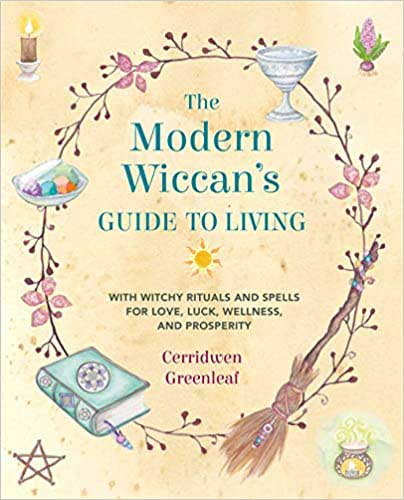 The
Modern
Wiccan's
GUIDE TO LIVING
WITH WITCHY RITUALS AND SPELLS
FOR LOVE, LUCK, WELLNESS,
AND PROSPERITY
Cerridwen
Greenleaf